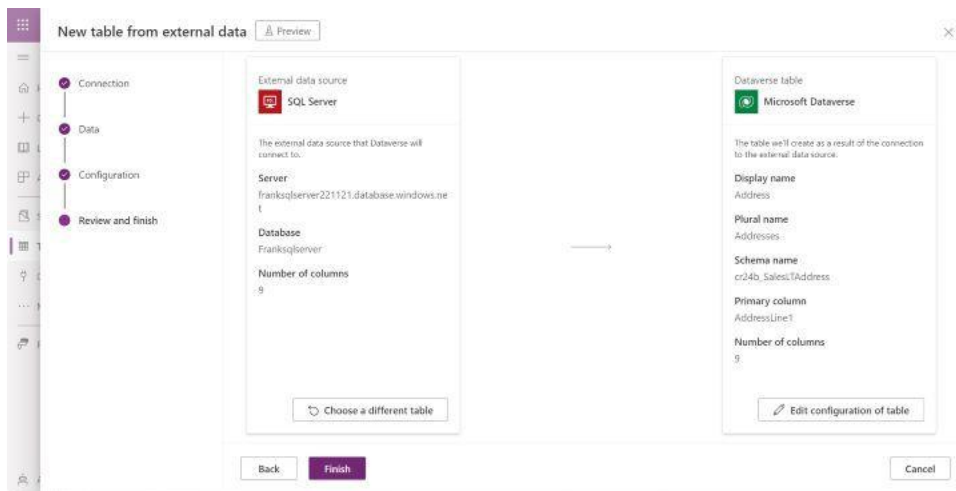 New table from external data
Preview
Connection
Data
Configuration
Review and finish
External data source
SQL Server
The external data source that Dataverse will
connect to.
Server
franksqlserver221121.database.windows.ne
t
Database
Franksqlserver
Number of columns
9
Choose a different table
Dataverse table
Microsoft Dataverse
The table we'll create as a result of the connection
to the external data source.
Display name
Address
Plural name
Addresses
Schema name
cr24b_SalesLTAddress
Primary column
AddressLine1
Number of columns
9
Edit configuration of table
Back
Finish
Cancel